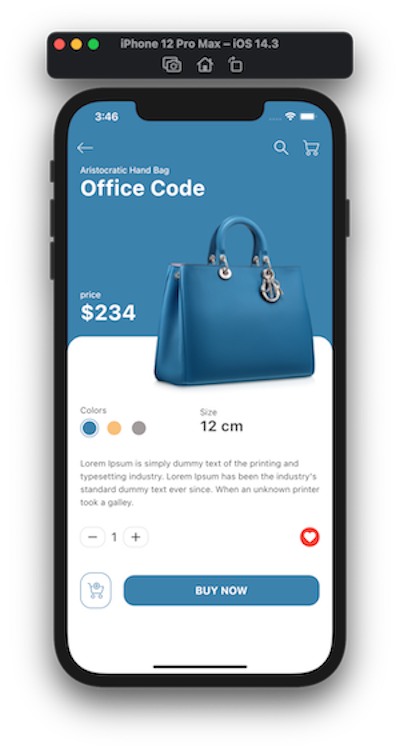 iPhone 12 Pro Max – iOS 14.3
3:46
Aristocratic Hand Bag
Office Code
price
$234
Colors
Size
12 cm
Lorem Ipsum is simply dummy text of the printing and
typesetting industry. Lorem Ipsum has been the industry's
standard dummy text ever since. When an unknown printer
took a galley.
1
BUY NOW